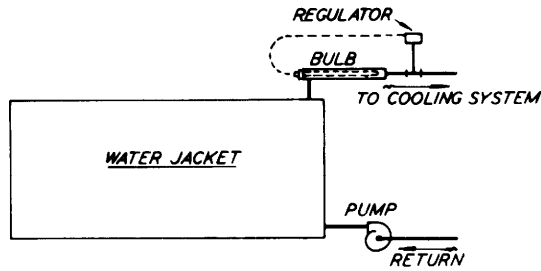 REGULATOR
BULB
TO COOLING SYSTEM
WATER JACKET
PUMP
RETURN